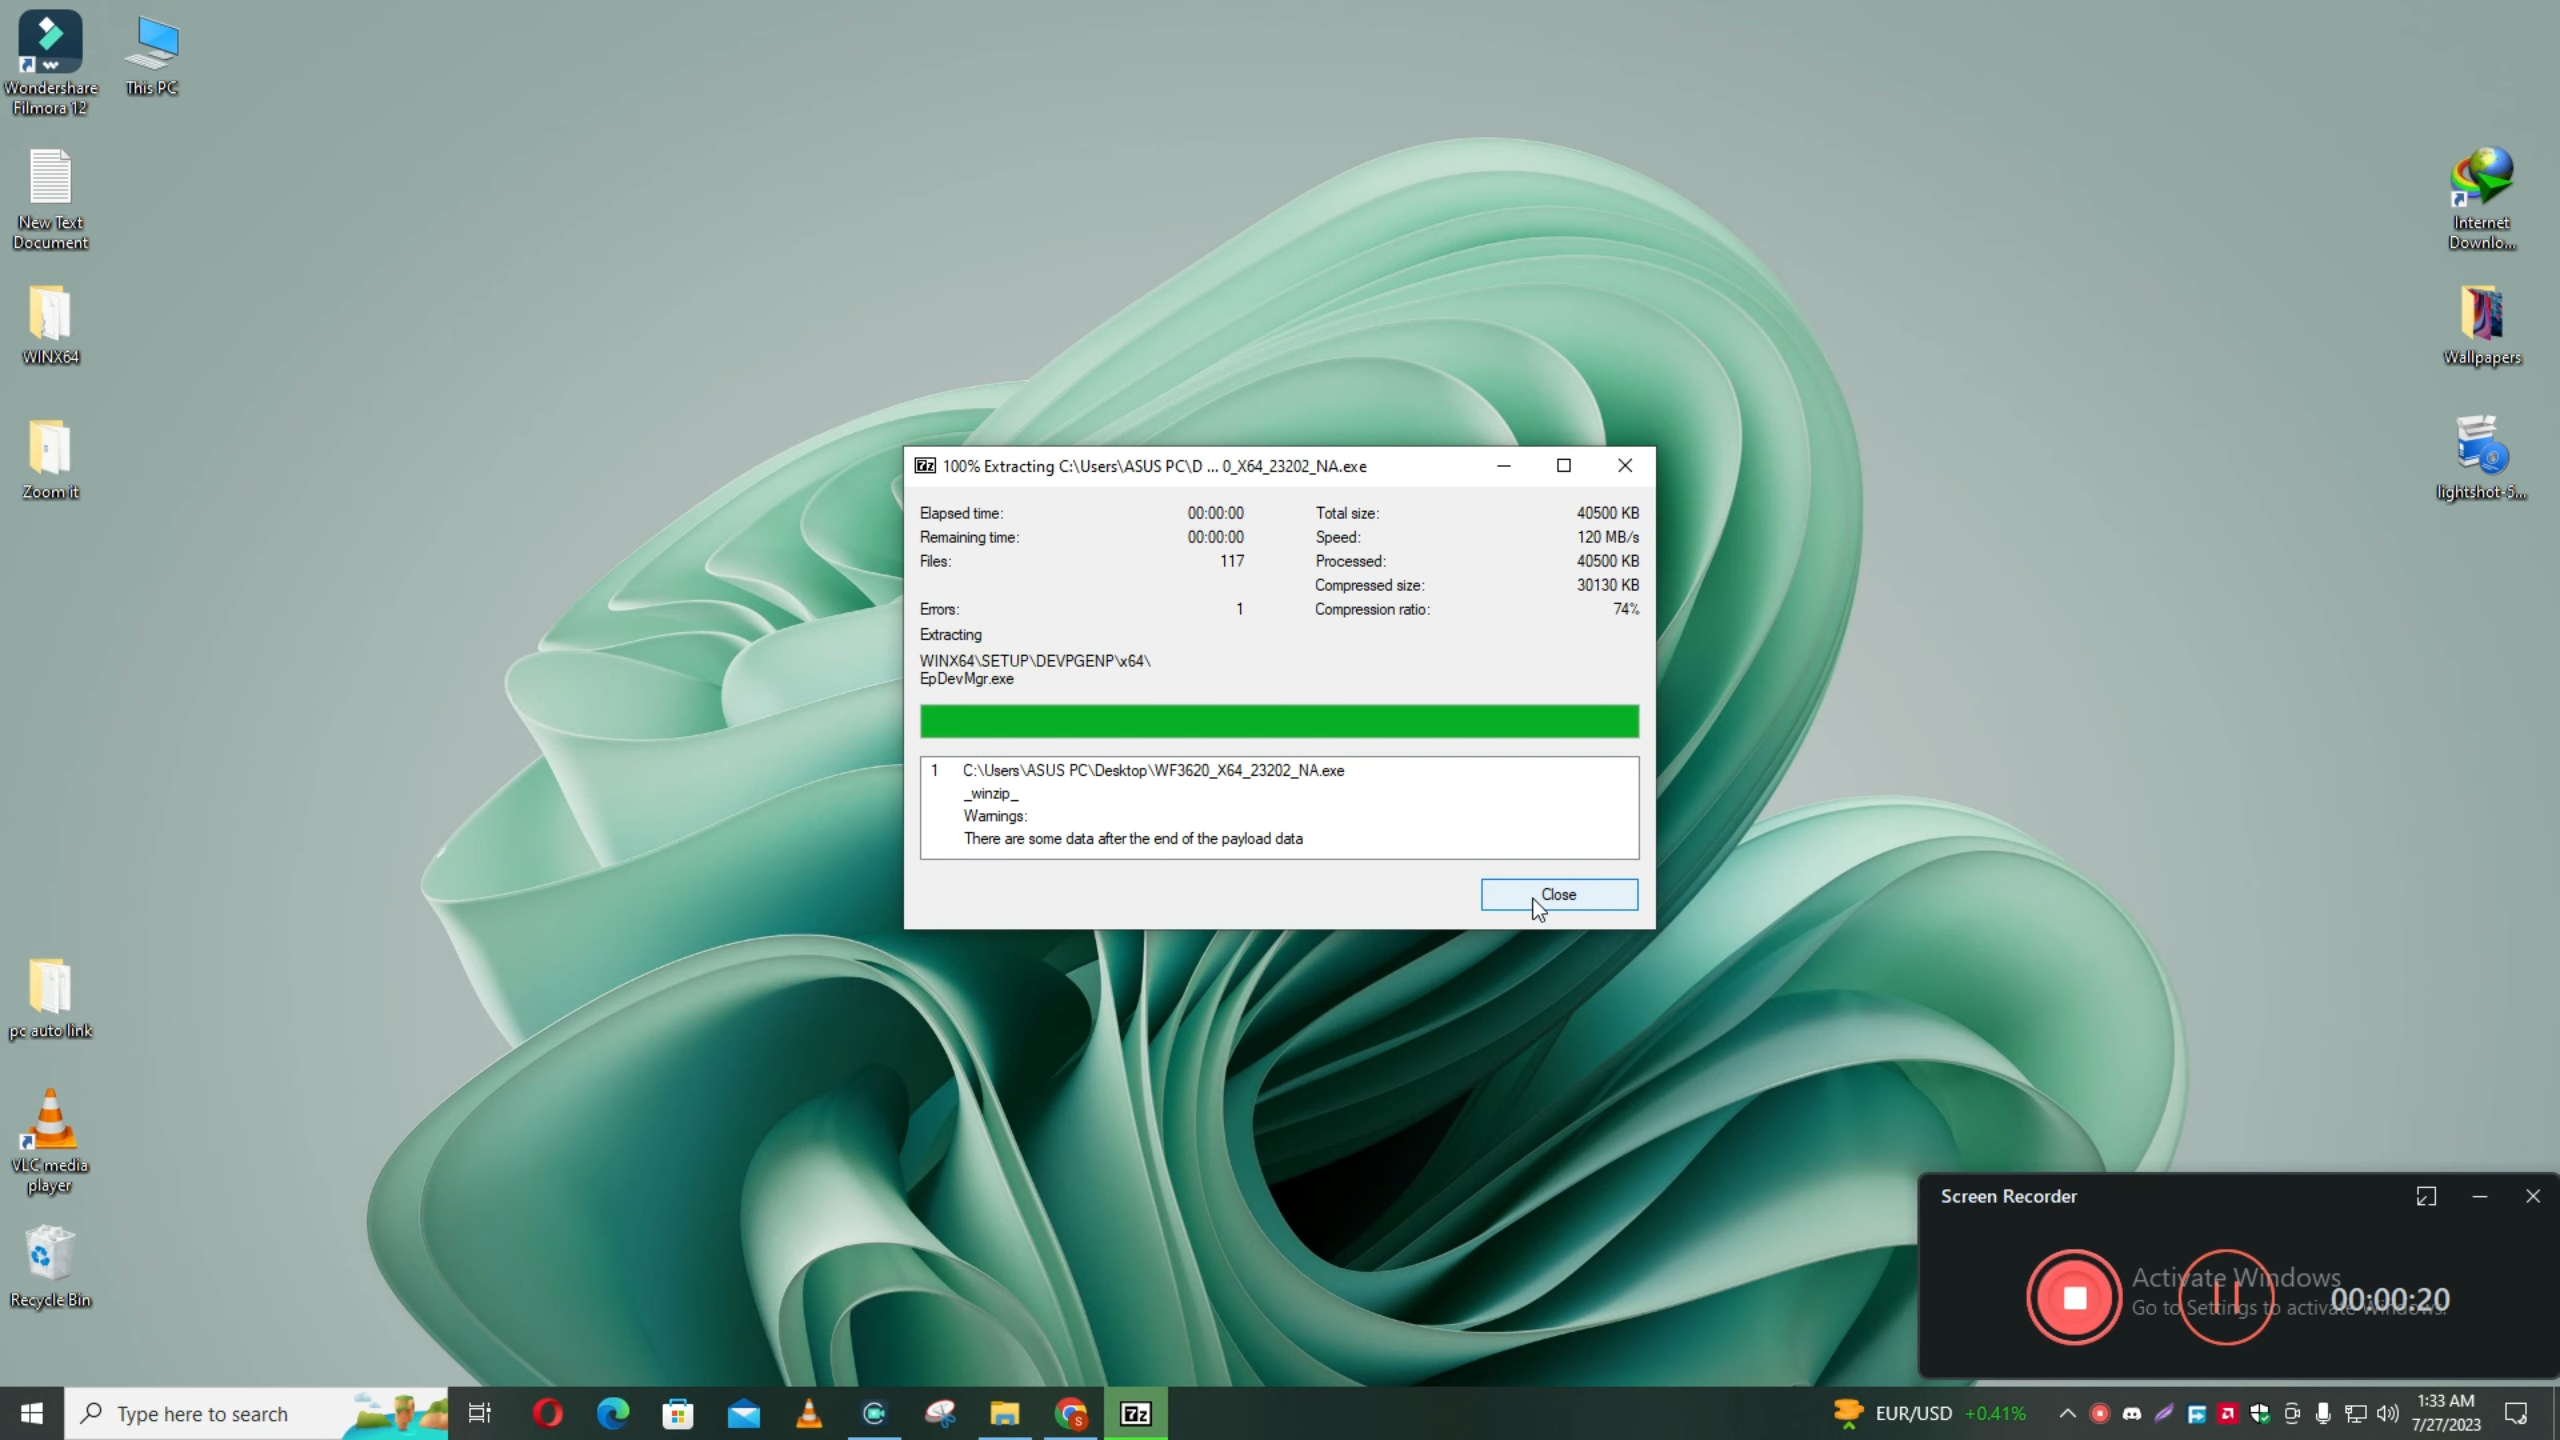 Wondershare
Filmora 12
This PC
New Text
Document
WINX64
Zoom it
pc auto link
VLC media
player
Recycle Bin
Internet
Downlo...
Wallpapers
lightshot-5...
7z
100% Extracting C:\Users\ASUS PC\D ... 0_X64_23202_NA.exe
Elapsed time: 00:00:00 Total size: 40500 KB
Remaining time: 00:00:00 Speed: 120 MB/s
Files: 117 Processed: 40500 KB
Compressed size: 30130 KB
Errors: 1 Compression ratio: 74%
Extracting
WINX64\SETUP\DEVPGENP\x64\
EpDevMgr.exe
1 C:\Users\ASUS PC\Desktop\WF3620_X64_23202_NA.exe
_winzip_
Warnings:
There are some data after the end of the payload data
Close
Screen Recorder
Activate Windows
Go to Settings to activate Windows.
00:00:20
Type here to search
S
7z
EUR/USD +0.41%
1:33 AM
7/27/2023